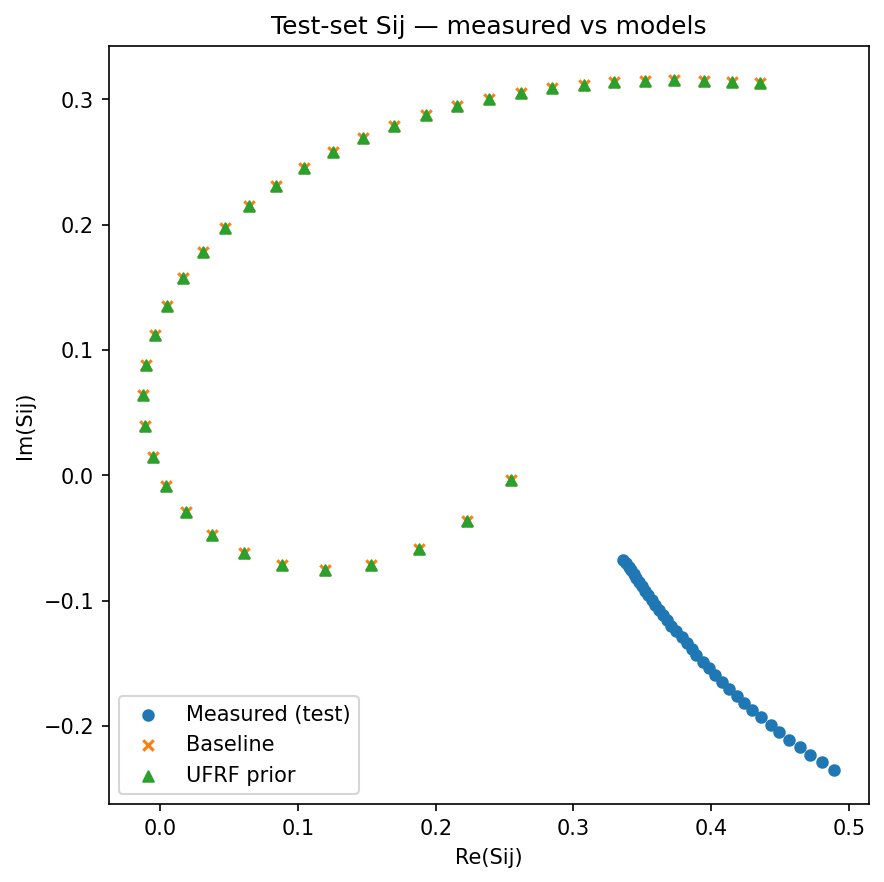 Test-set Sij — measured vs models
Im(Sij)
0.3
0.2
0.1
0.0
−0.1
−0.2
Measured (test)
Baseline
UFRF prior
0.0 0.1 0.2 0.3 0.4 0.5
Re(Sij)